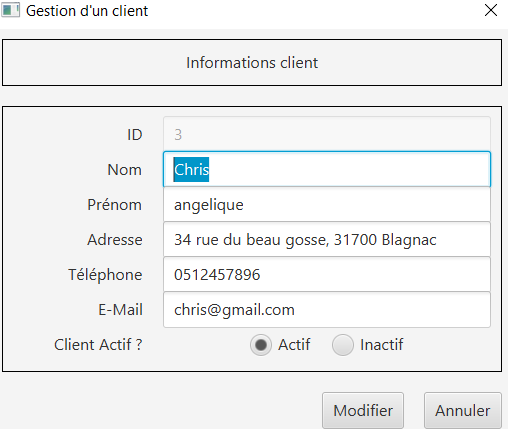 Gestion d'un client
Informations client
ID 3
Nom Chris
Prénom angelique
Adresse 34 rue du beau gosse, 31700 Blagnac
Téléphone 0512457896
E-Mail chris@gmail.com
Client Actif ? Actif Inactif
Modifier Annuler